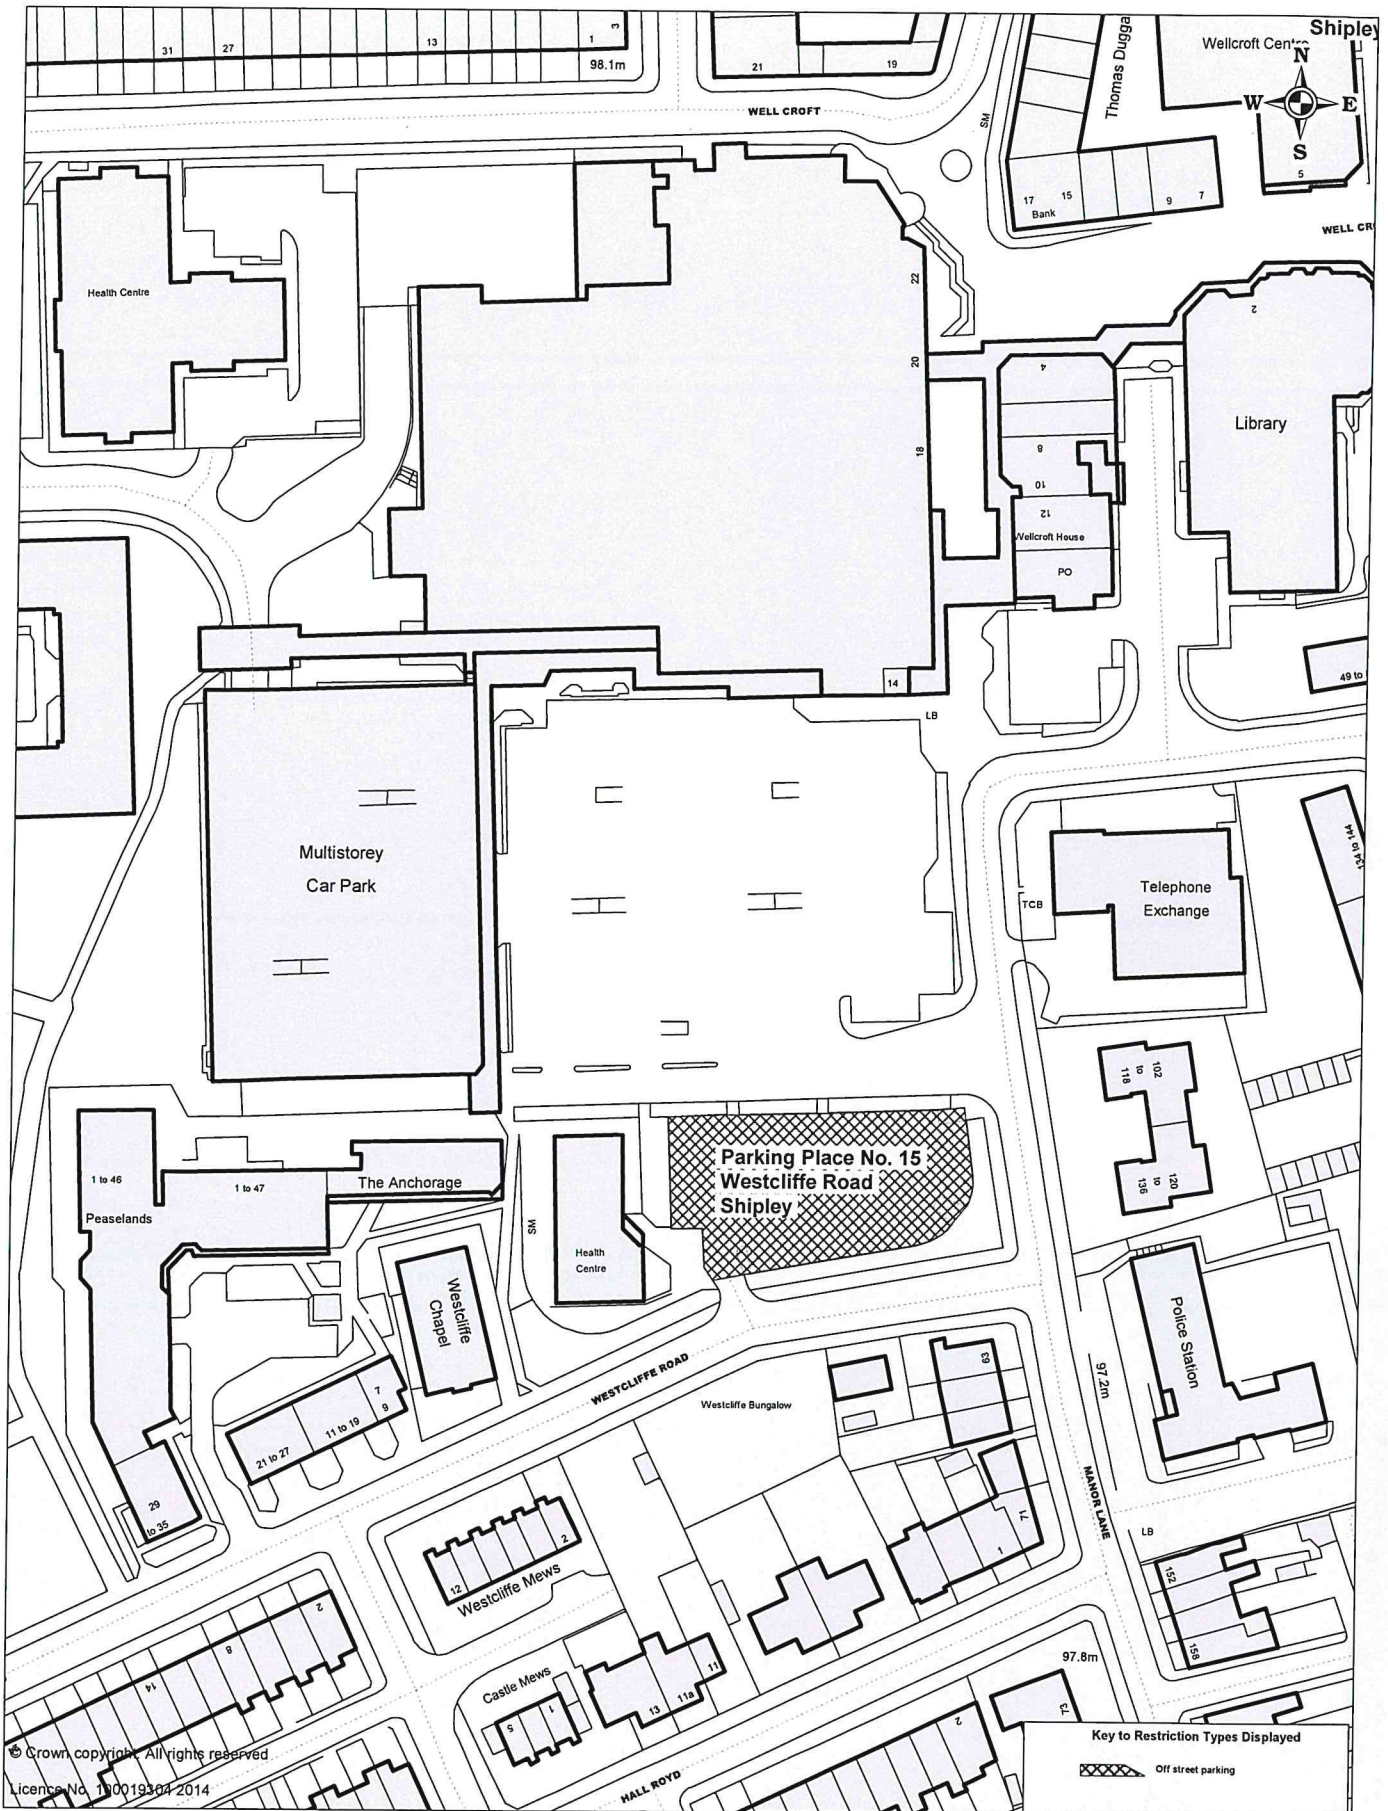 Shipley
31
27
13
1
3
98.1m
21
19
Thomas Dugga
Wellcroft Centre
N
W E
S
WELL CROFT
SM
5
17
15
9
7
Bank
WELL CR
Health Centre
22
2
20
4
Library
18
8
10
12
Wellcroft House
PO
14
49 to
LB
Multistorey
Car Park
134 to 144
Telephone
Exchange
TCB
102
to
118
120
to
136
Parking Place No. 15
Westcliffe Road
Shipley
1 to 46
1 to 47
The Anchorage
Peaselands
SM
Health
Centre
Westcliffe
Chapel
Police Station
63
97.2m
WESTCLIFFE ROAD
Westcliffe Bungalow
7
9
11 to 19
21 to 27
29
to 35
MANOR LANE
71
1
LB
2
12
Westcliffe Mews
152
158
2
8
14
97.8m
Castle Mews
11
11a
13
1
5
73
2
HALL ROYD
© Crown copyright. All rights reserved
Licence No. 100019304 2014
Key to Restriction Types Displayed
Off street parking